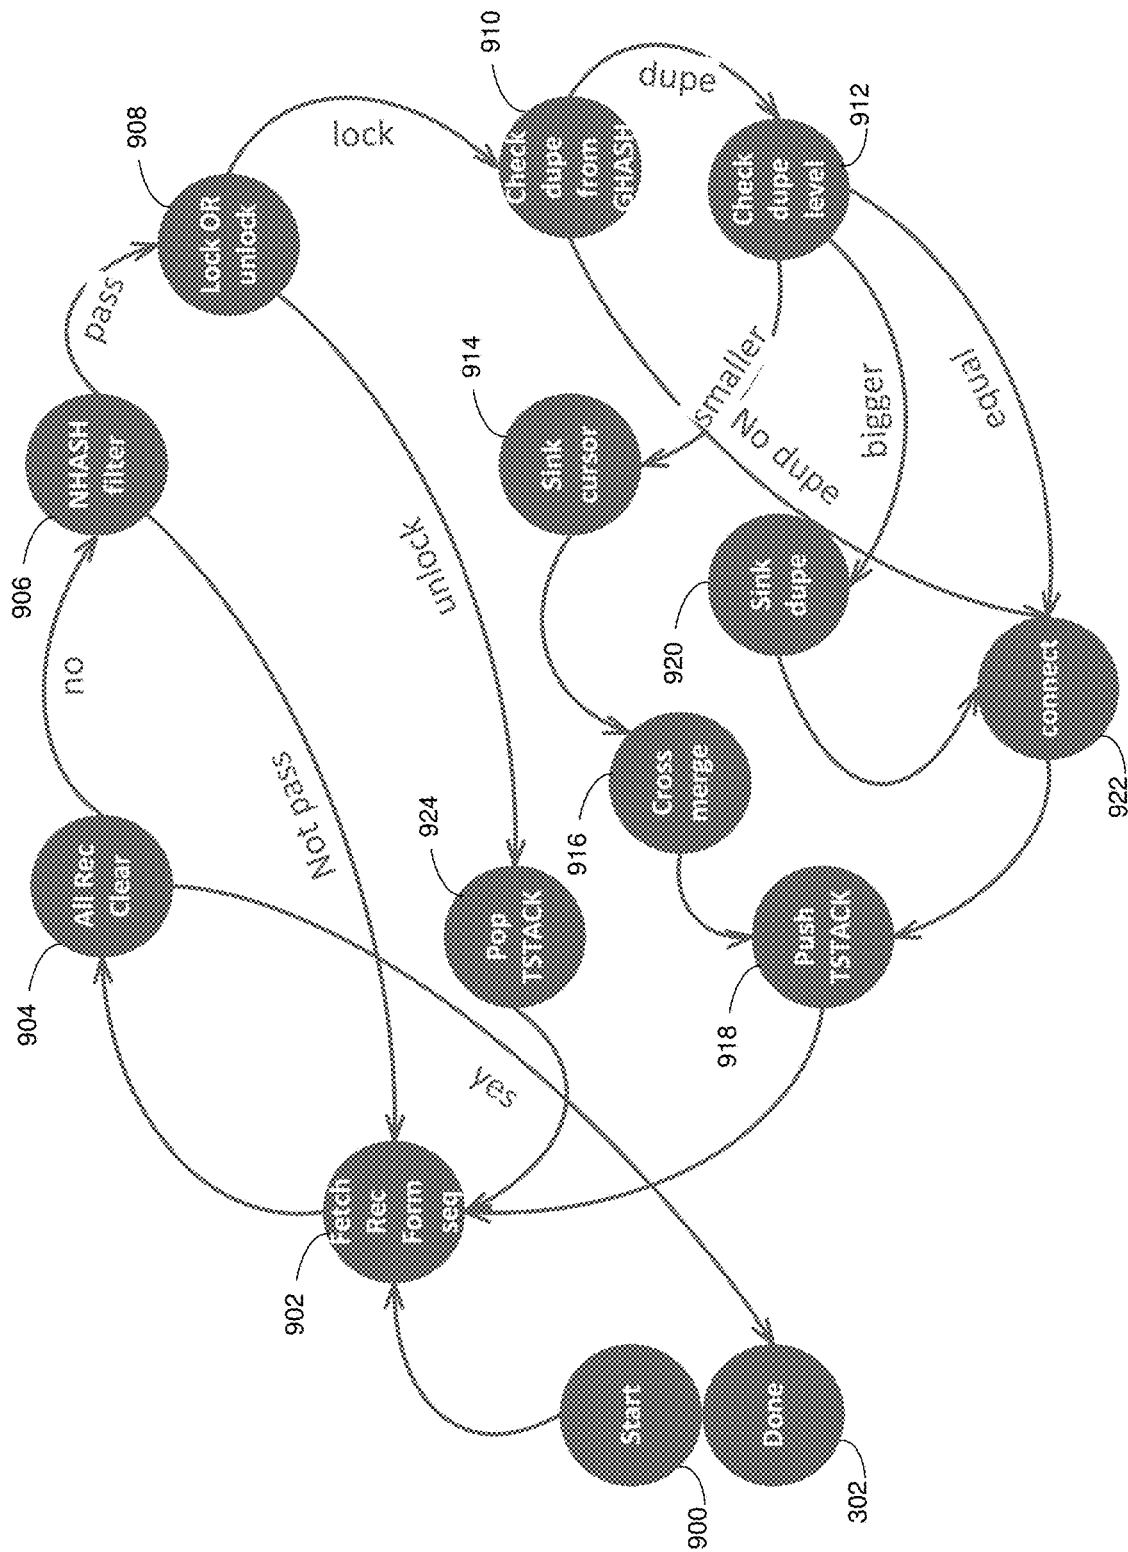 904
All Rec
Clear
no
906
NHASH
filter
pass
908
Lock OR
unlock
lock
902
Fetch
Rec
Form
seq
Not pass
unlock
924
Pop
TSTACK
yes
910
Check
dupe
from
GHASH
dupe
900
Start
302
Done
914
Sink
cursor
916
Cross
merge
918
Push
TSTACK
smaller
No dupe
912
Check
dupe
level
920
Sink
dupe
bigger
equal
922
connect